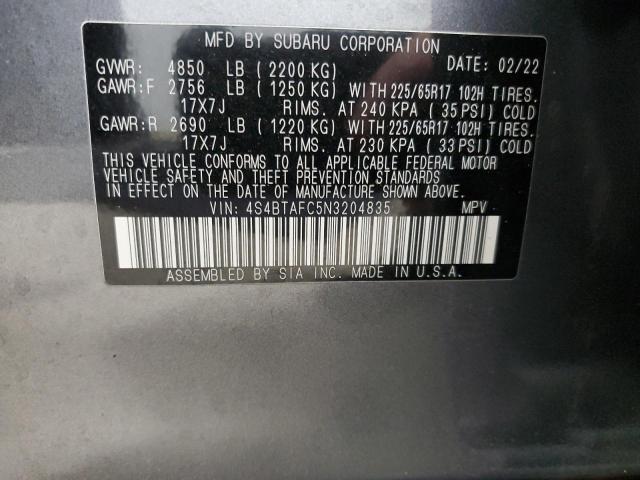 MFD BY SUBARU CORPORATION
GVWR: 4850 LB ( 2200 KG) DATE: 02/22
GAWR:F 2756 LB ( 1250 KG) WITH 225/65R17 102H TIRES.
17X7J RIMS. AT 240 KPA ( 35 PSI) COLD
GAWR:R 2690 LB ( 1220 KG) WITH 225/65R17 102H TIRES.
17X7J RIMS. AT 230 KPA ( 33 PSI) COLD
THIS VEHICLE CONFORMS TO ALL APPLICABLE FEDERAL MOTOR
VEHICLE SAFETY AND THEFT PREVENTION STANDARDS
IN EFFECT ON THE DATE OF MANUFACTURE SHOWN ABOVE.
VIN: 4S4BTAFC5N3204835 MPV
ASSEMBLED BY SIA INC. MADE IN U.S.A.